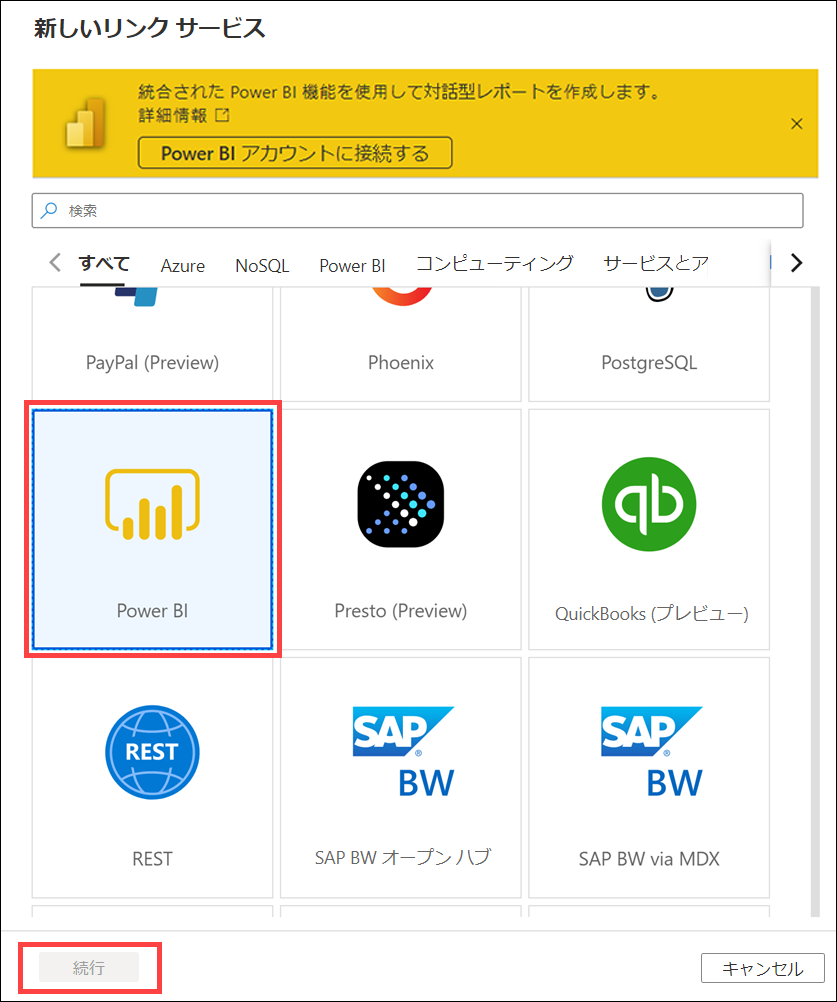 新しいリンク サービス
統合された Power BI 機能を使用して対話型レポートを作成します。
詳細情報
Power BI アカウントに接続する
検索
すべて Azure NoSQL Power BI コンピューティング サービスとア
PayPal (Preview) Phoenix PostgreSQL
qb
Power BI Presto (Preview) QuickBooks (プレビュー)
REST SAP® BW SAP® BW
REST SAP BW オープン ハブ SAP BW via MDX
続行 キャンセル